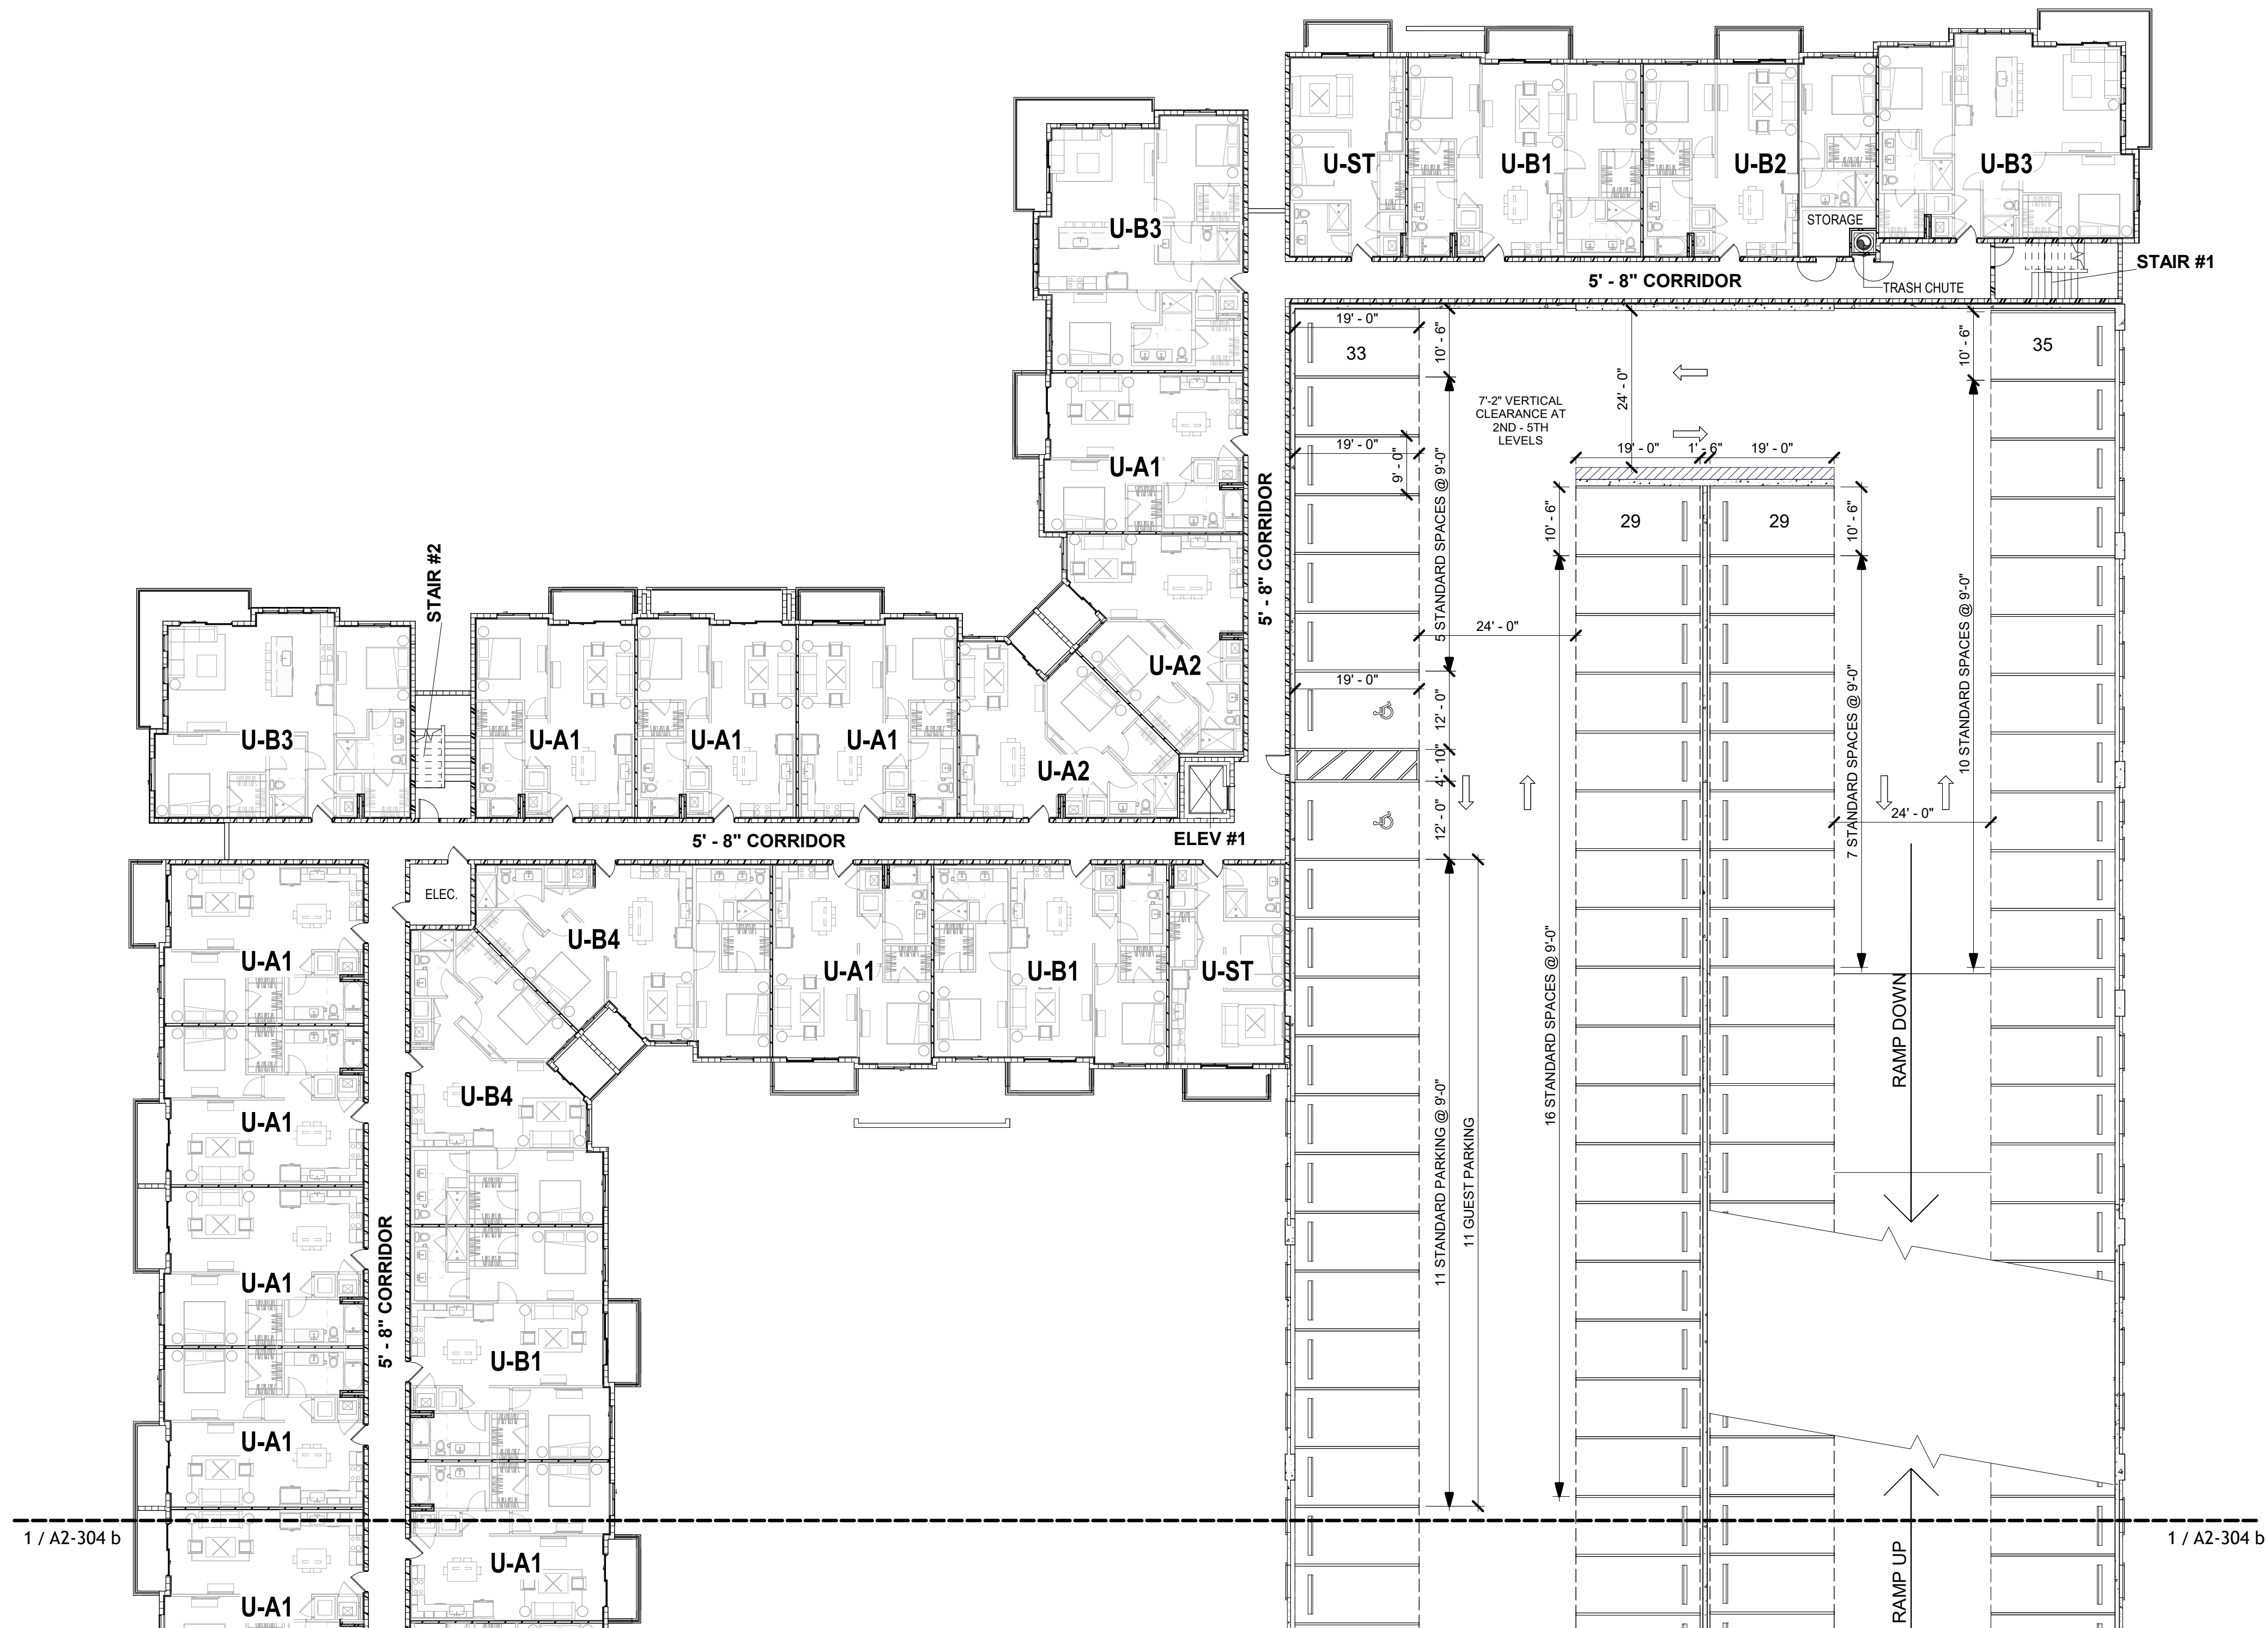 U-ST
U-B1
U-B2
U-B3
STORAGE
STAIR #1
5' - 8" CORRIDOR
TRASH CHUTE
U-B3
U-A1
U-A2
5' - 8" CORRIDOR
19' - 0"
33
10' - 6"
19' - 0"
9' - 0"
5 STANDARD SPACES @ 9'-0"
7'-2" VERTICAL
CLEARANCE AT
2ND - 5TH
LEVELS
24' - 0"
19' - 0"
1' - 6"
19' - 0"
10' - 6"
29
29
10' - 6"
10' - 6"
35
10 STANDARD SPACES @ 9'-0"
24' - 0"
19' - 0"
12' - 0"
4' - 10"
12' - 0"
7 STANDARD SPACES @ 9'-0"
24' - 0"
16 STANDARD SPACES @ 9'-0"
11 STANDARD PARKING @ 9'-0"
11 GUEST PARKING
RAMP DOWN
RAMP UP
STAIR #2
U-B3
U-A1
U-A1
U-A1
U-A2
5' - 8" CORRIDOR
ELEV #1
ELEC.
U-B4
U-A1
U-B1
U-ST
U-A1
U-A1
U-A1
U-A1
U-A1
5' - 8" CORRIDOR
U-B4
U-B1
U-A1
1 / A2-304 b
1 / A2-304 b